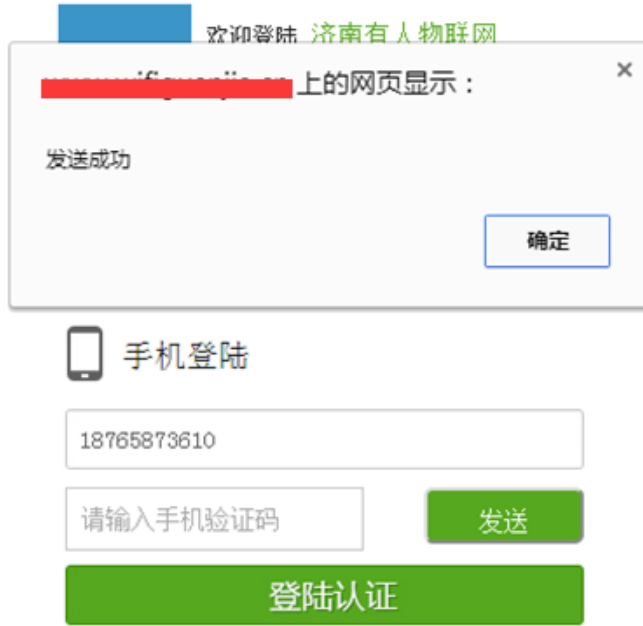 欢迎登陆 济南有人物联网
上的网页显示：
×
发送成功
确定
手机登陆
18765873610
请输入手机验证码 发送
登陆认证